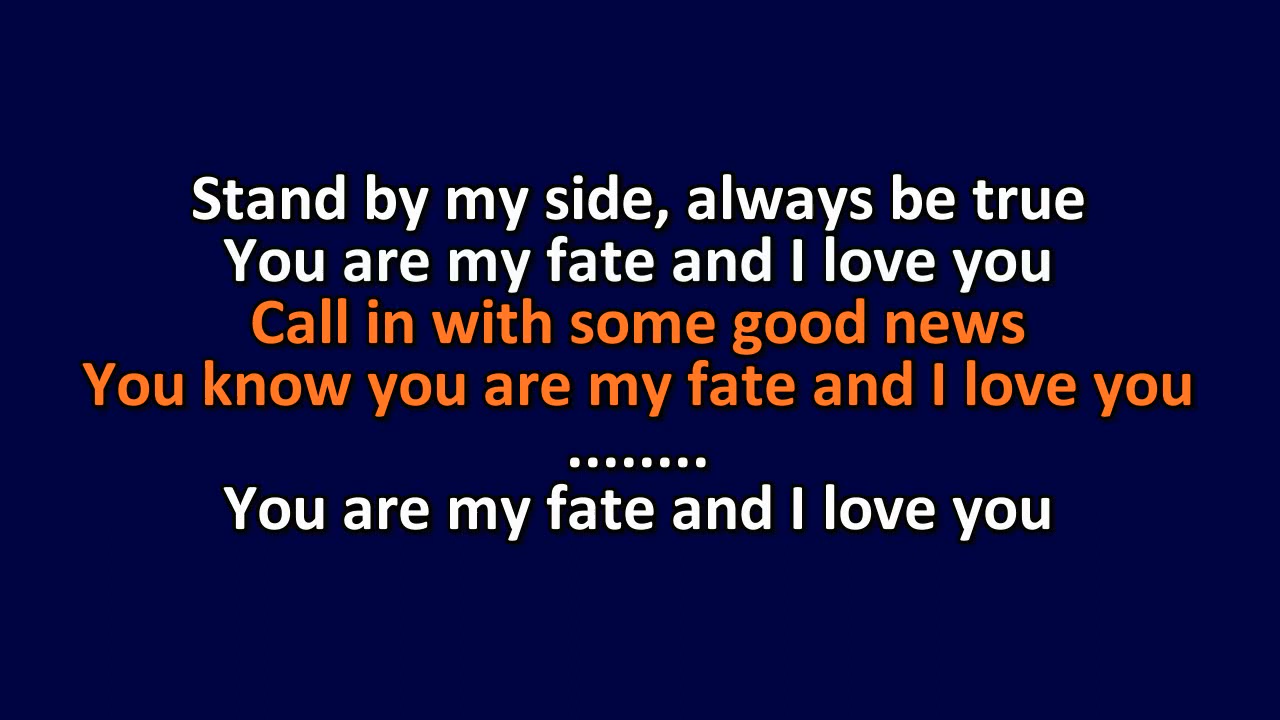 Stand by my side, always be true
You are my fate and I love you
Call in with some good news
You know you are my fate and I love you
........
You are my fate and I love you